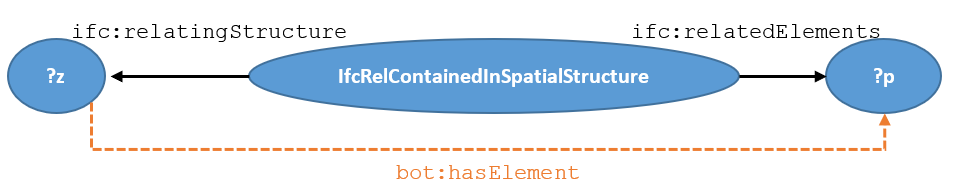 ifc:relatingStructure
ifc:relatedElements
?z
IfcRelContainedInSpatialStructure
?p
bot:hasElement